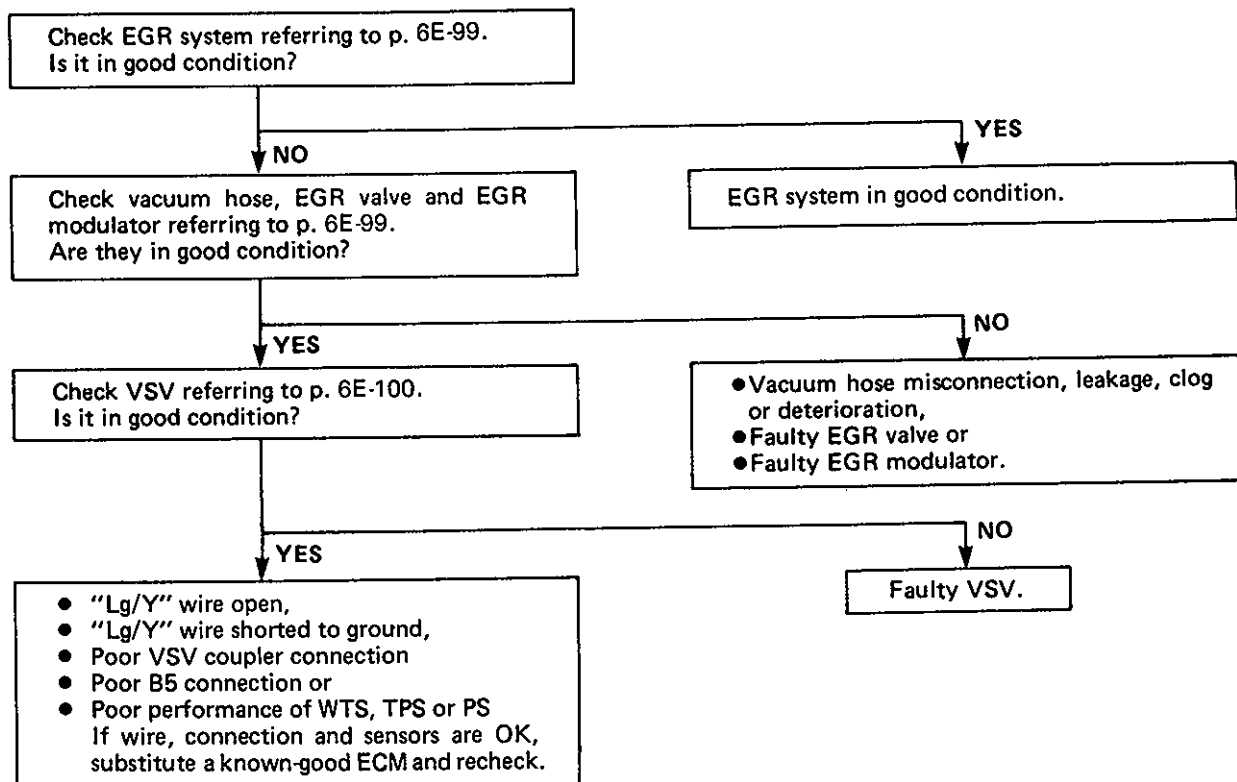 Check EGR system referring to p. 6E-99.
Is it in good condition?
YES
NO
Check vacuum hose, EGR valve and EGR
modulator referring to p. 6E-99.
Are they in good condition?
EGR system in good condition.
NO
YES
Check VSV referring to p. 6E-100.
Is it in good condition?
●Vacuum hose misconnection, leakage, clog
or deterioration,
●Faulty EGR valve or
●Faulty EGR modulator.
NO
YES
● "Lg/Y" wire open,
● "Lg/Y" wire shorted to ground,
● Poor VSV coupler connection
● Poor B5 connection or
● Poor performance of WTS, TPS or PS
If wire, connection and sensors are OK,
substitute a known-good ECM and recheck.
Faulty VSV.